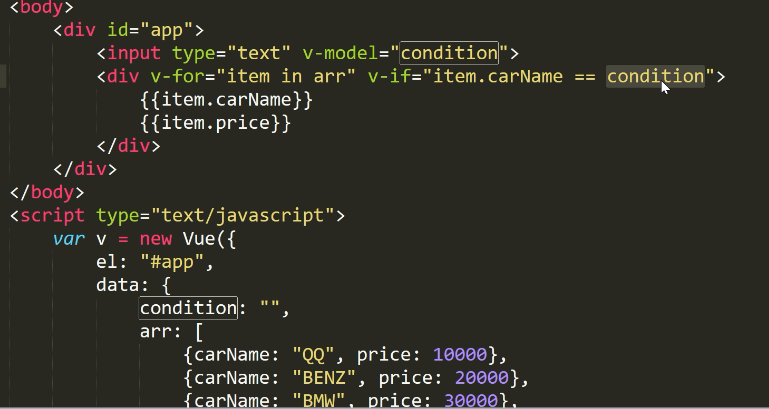 <body>
<div id="app">
<input type="text" v-model="condition">
<div v-for="item in arr" v-if="item.carName == condition">
{{item.carName}}
{{item.price}}
</div>
</div>
</body>
<script type="text/javascript">
var v = new Vue({
el: "#app",
data: {
condition: "",
arr: [
{carName: "QQ", price: 10000},
{carName: "BENZ", price: 20000},
{carName: "BMW", price: 30000},